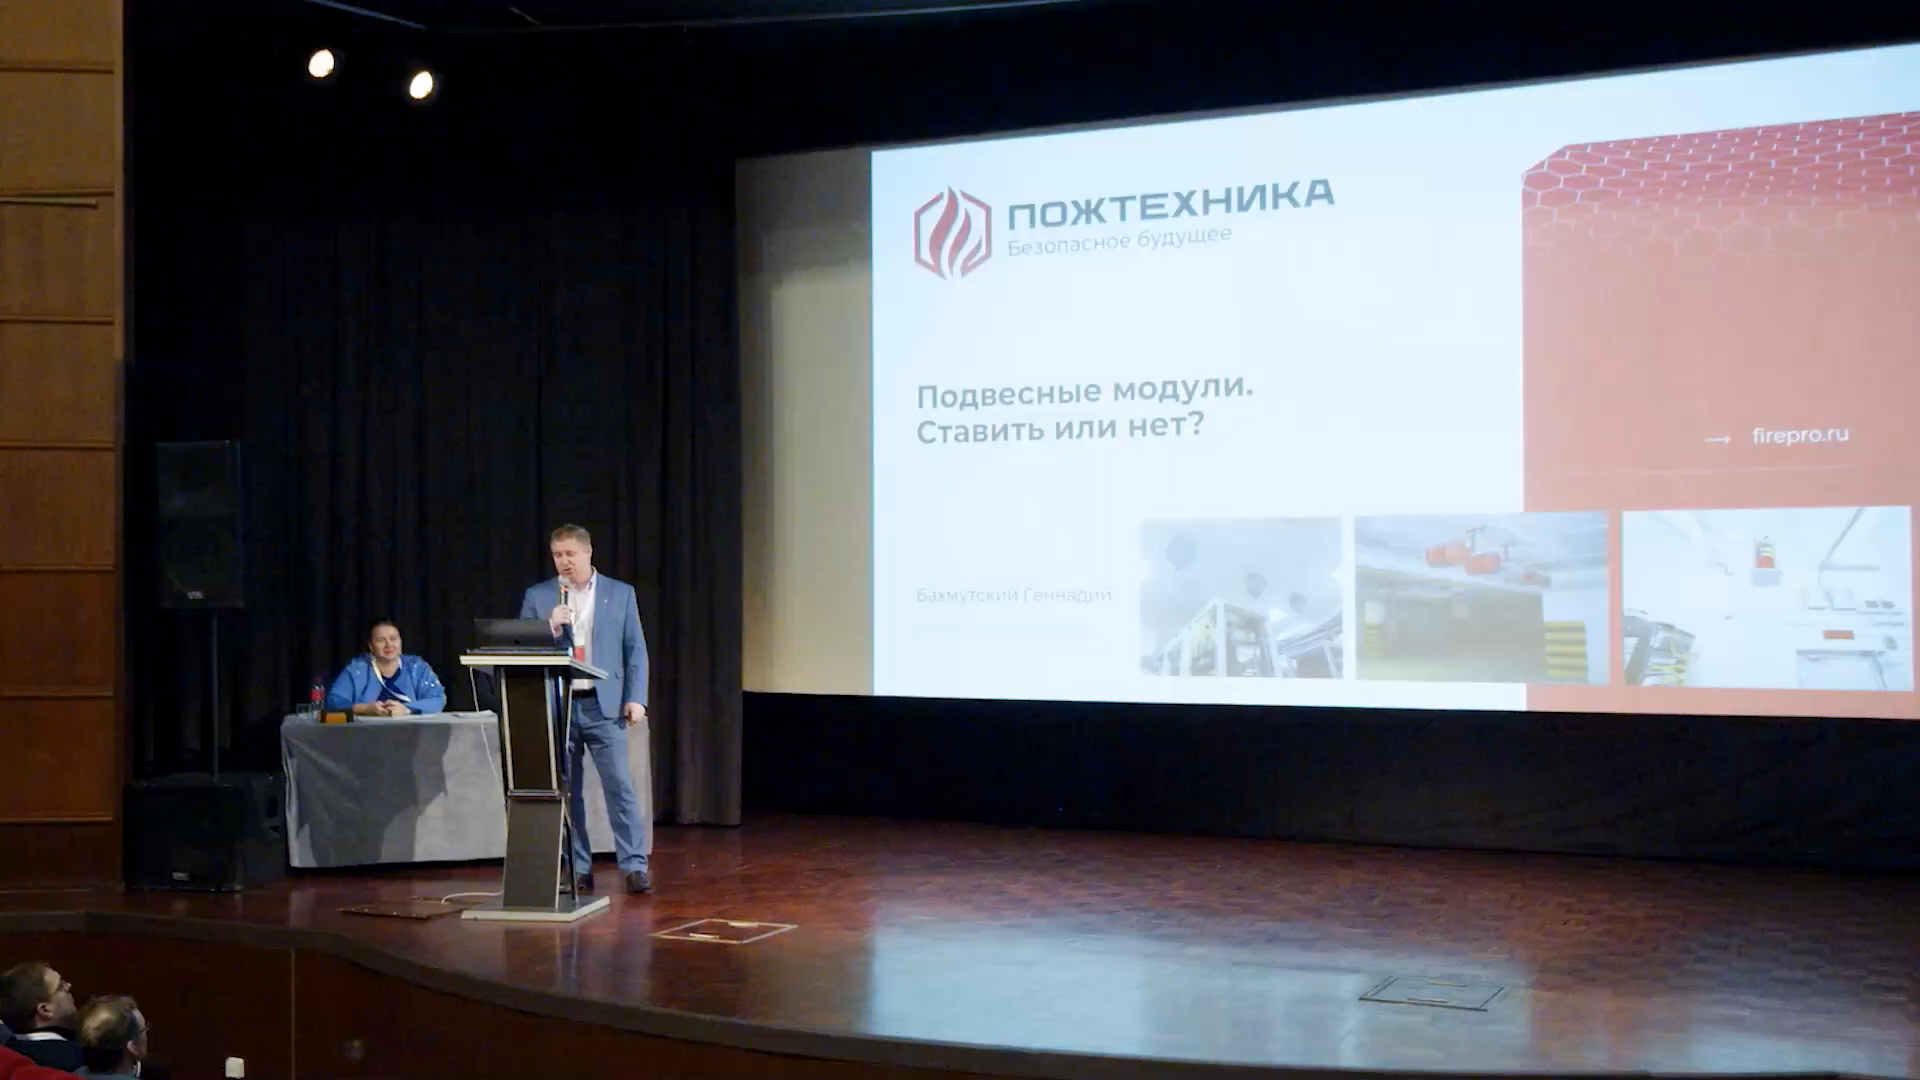 ПОЖТЕХНИКА
Безопасное будущее
Подвесные модули.
Ставить или нет?
→ firepro.ru
Бахмутский Геннадий